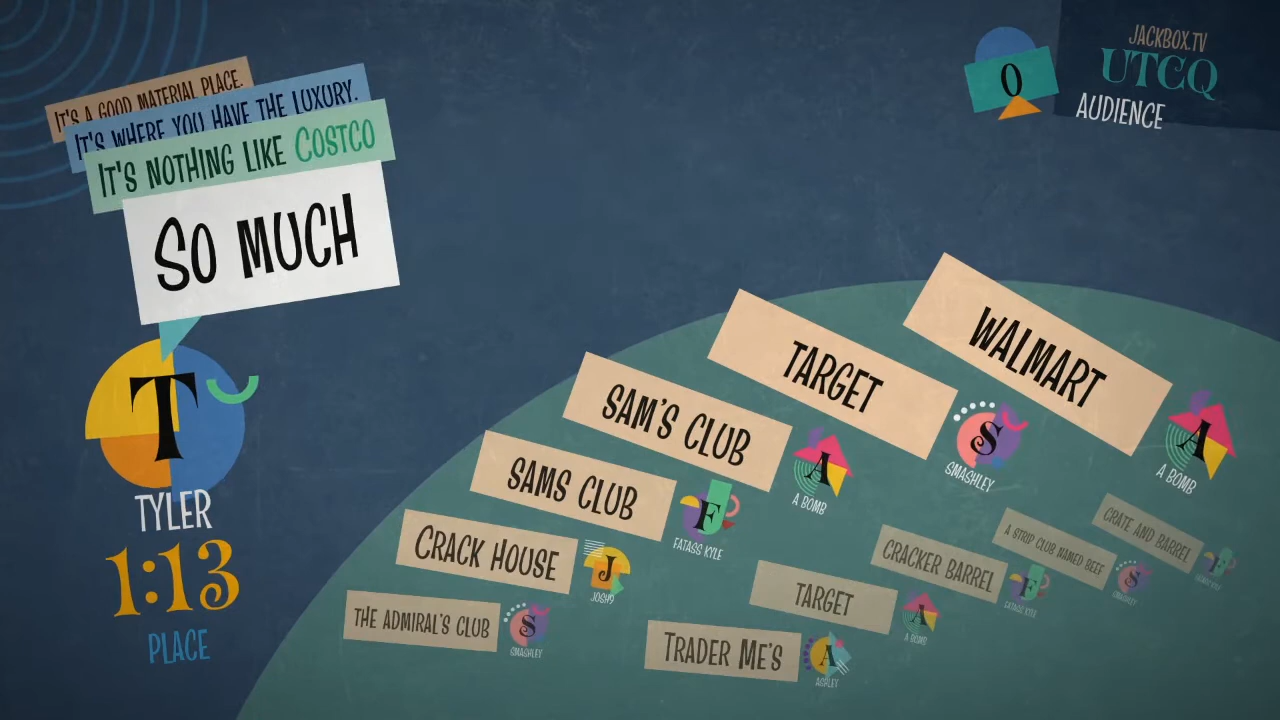 IT'S A GOOD MATERIAL PLACE.
IT'S WHERE YOU HAVE THE LUXURY.
IT'S NOTHING LIKE COSTCO
SO MUCH
T
TYLER
1:13
PLACE
0
JACKBOX.TV
UTCQ
AUDIENCE
WALMART
A
A BOMB
TARGET
S
SMASHLEY
SAM'S CLUB
A
A BOMB
SAMS CLUB
F
FATASS KYLE
CRACK HOUSE
J
JOSH9
THE ADMIRAL'S CLUB
S
SMASHLEY
CRATE AND BARREL
F
FATASS KYLE
A STRIP CLUB NAMED BEEF
S
SMASHLEY
CRACKER BARREL
F
FATASS KYLE
TARGET
A
A BOMB
TRADER ME'S
A